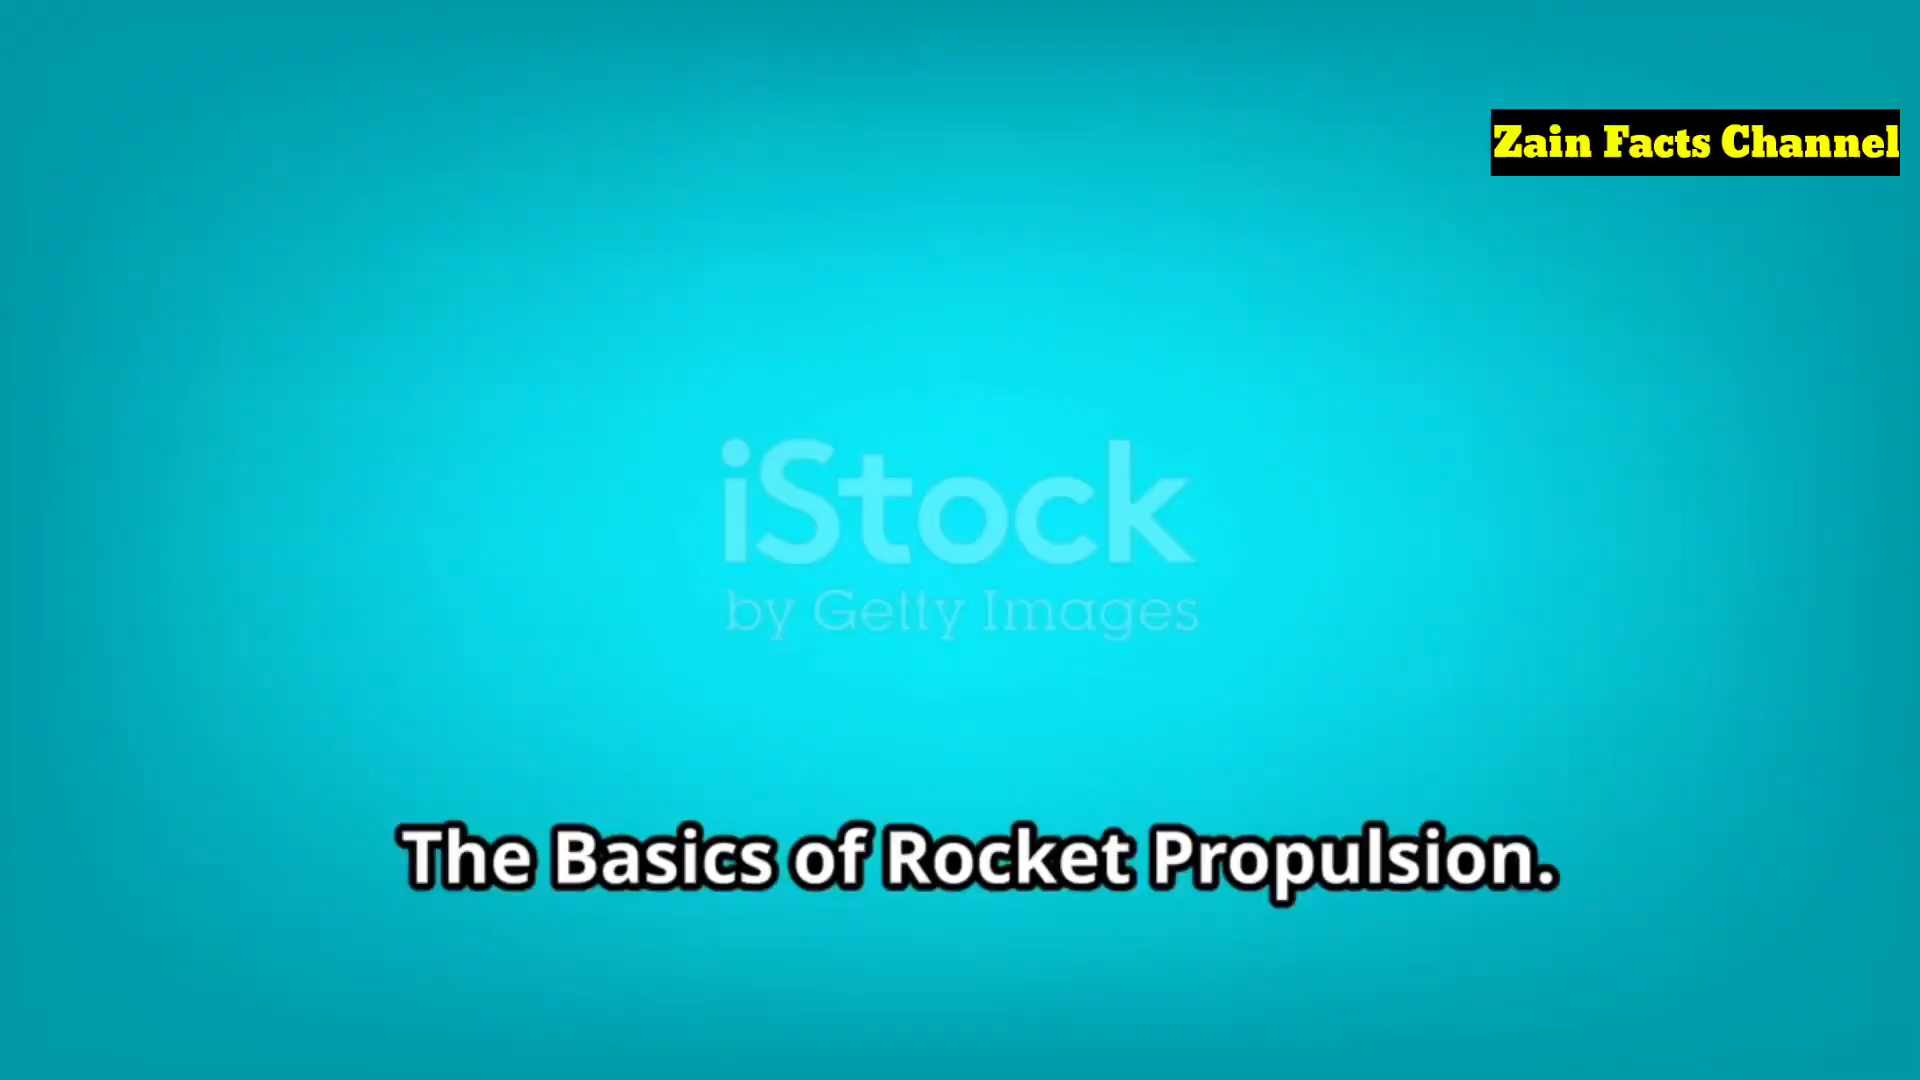 Zain Facts Channel
iStock
by Getty Images
The Basics of Rocket Propulsion.